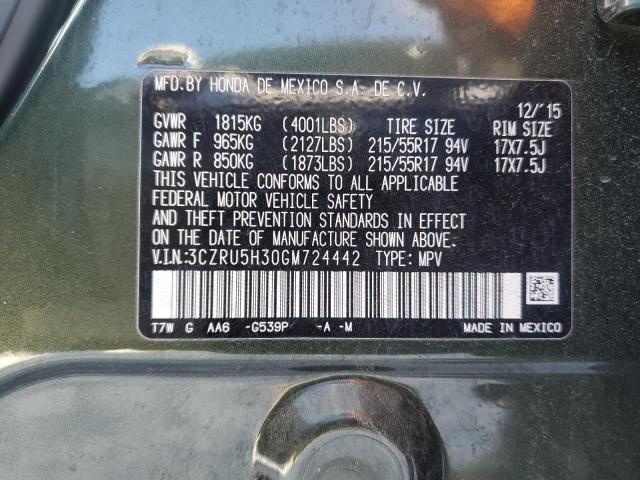 MFD.BY HONDA DE MEXICO S.A. DE C.V.
12/'15
GVWR 1815KG (4001LBS) TIRE SIZE RIM SIZE
GAWR F 965KG (2127LBS) 215/55R17 94V 17X7.5J
GAWR R 850KG (1873LBS) 215/55R17 94V 17X7.5J
THIS VEHICLE CONFORMS TO ALL APPLICABLE
FEDERAL MOTOR VEHICLE SAFETY
AND THEFT PREVENTION STANDARDS IN EFFECT
ON THE DATE OF MANUFACTURE SHOWN ABOVE.
V.I.N.:3CZRU5H30GM724442 TYPE: MPV
T7W G AA6 -G539P -A -M MADE IN MEXICO